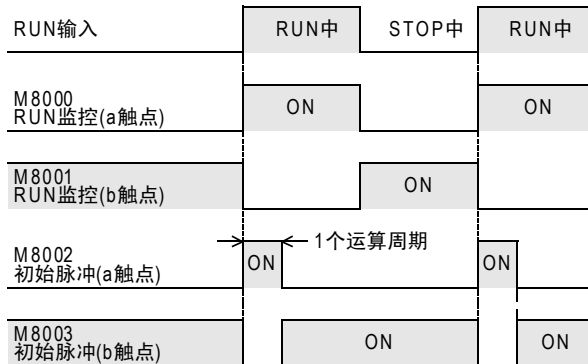 RUN输入 RUN中 STOP中 RUN中
M8000
RUN监控(a触点) ON ON
M8001
RUN监控(b触点) ON
1个运算周期
M8002
初始脉冲(a触点) ON ON
M8003
初始脉冲(b触点) ON ON